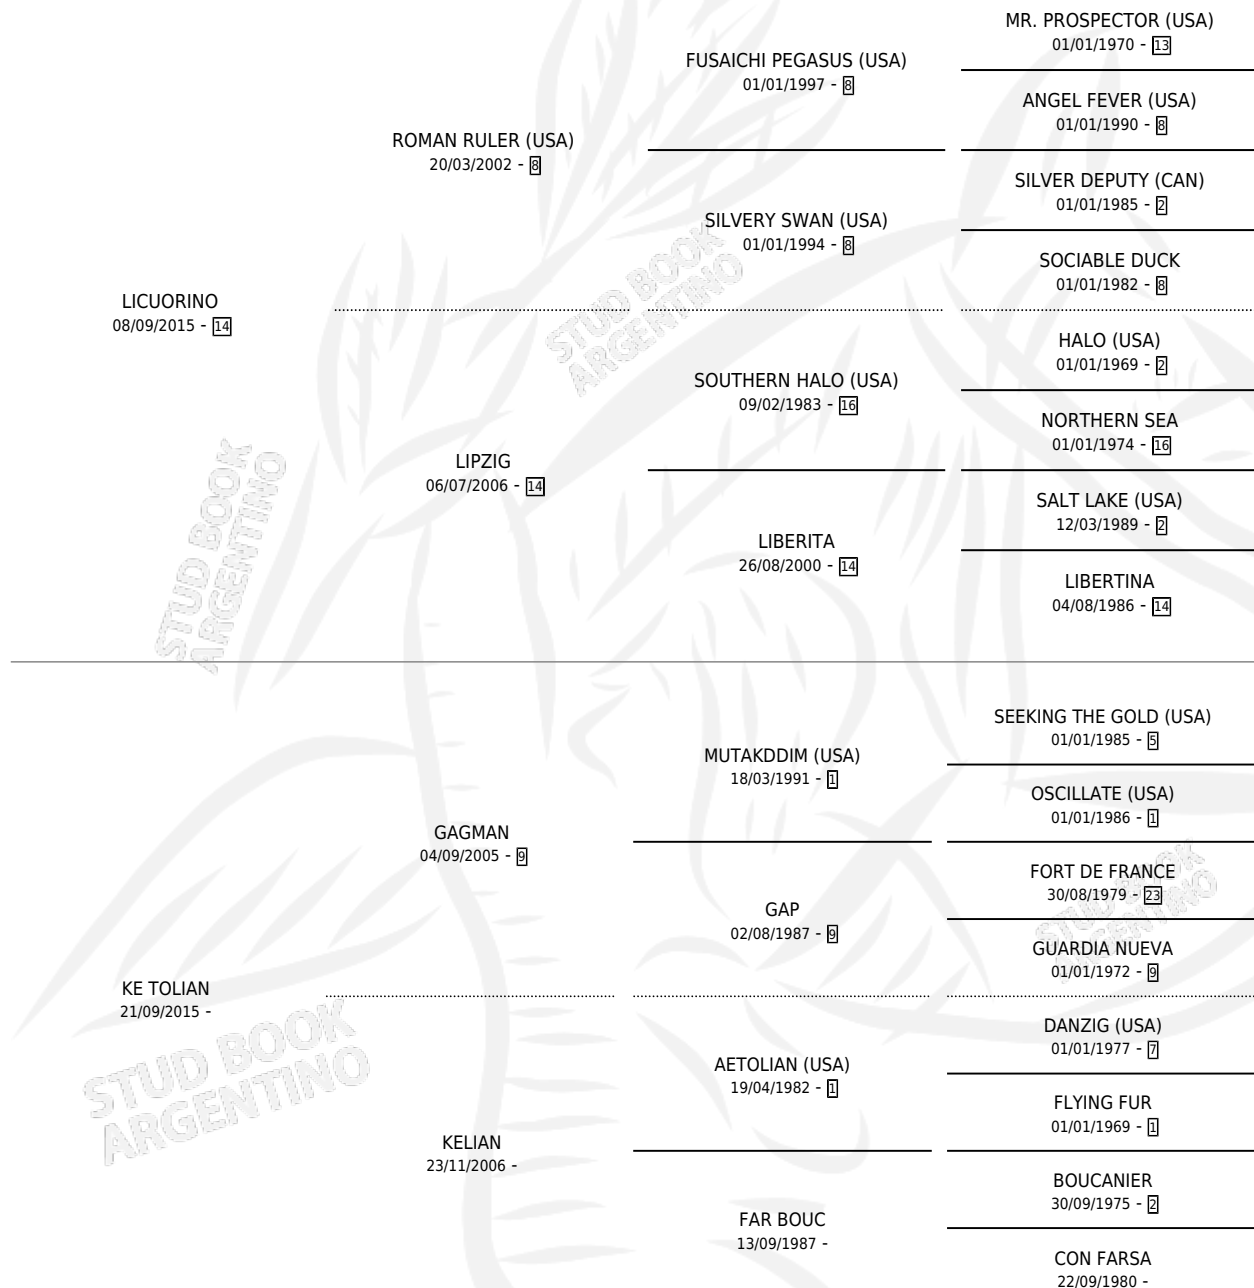 MR. PROSPECTOR (USA)
01/01/1970 - 13
FUSAICHI PEGASUS (USA)
01/01/1997 - 8
ANGEL FEVER (USA)
01/01/1990 - 8
ROMAN RULER (USA)
20/03/2002 - 8
SILVER DEPUTY (CAN)
01/01/1985 - 2
SILVERY SWAN (USA)
01/01/1994 - 8
SOCIABLE DUCK
01/01/1982 - 8
LICUORINO
08/09/2015 - 14
HALO (USA)
01/01/1969 - 2
SOUTHERN HALO (USA)
09/02/1983 - 16
NORTHERN SEA
01/01/1974 - 16
LIPZIG
06/07/2006 - 14
SALT LAKE (USA)
12/03/1989 - 2
LIBERITA
26/08/2000 - 14
LIBERTINA
04/08/1986 - 14
SEEKING THE GOLD (USA)
01/01/1985 - 5
MUTAKDDIM (USA)
18/03/1991 - 1
OSCILLATE (USA)
01/01/1986 - 1
GAGMAN
04/09/2005 - 9
FORT DE FRANCE
30/08/1979 - 23
GAP
02/08/1987 - 9
GUARDIA NUEVA
01/01/1972 - 9
KE TOLIAN
21/09/2015 -
DANZIG (USA)
01/01/1977 - 7
AETOLIAN (USA)
19/04/1982 - 1
FLYING FUR
01/01/1969 - 1
KELIAN
23/11/2006 -
BOUCANIER
30/09/1975 - 2
FAR BOUC
13/09/1987 -
CON FARSA
22/09/1980 -
STUD BOOK
ARGENTINO
STUD BOOK
ARGENTINO
STUD BOOK
ARGENTINO
STUD BOOK
ARGENTINO